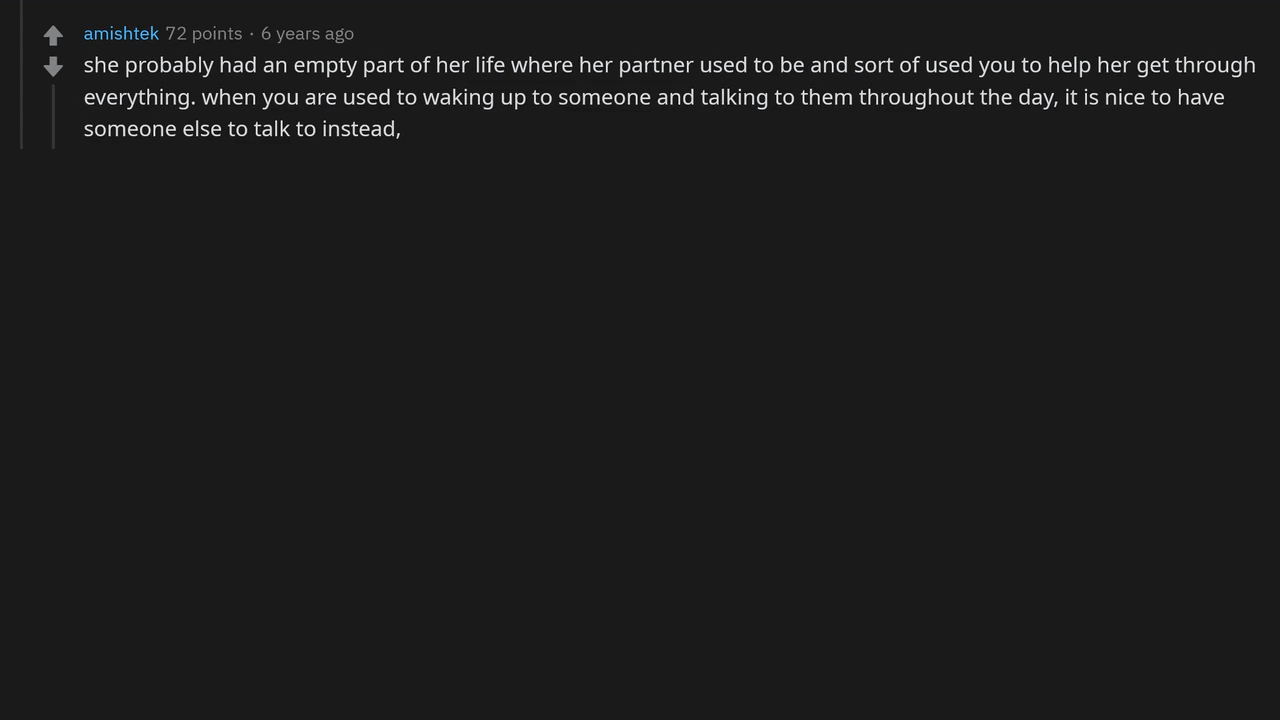 amishtek 72 points · 6 years ago
she probably had an empty part of her life where her partner used to be and sort of used you to help her get through
everything. when you are used to waking up to someone and talking to them throughout the day, it is nice to have
someone else to talk to instead,